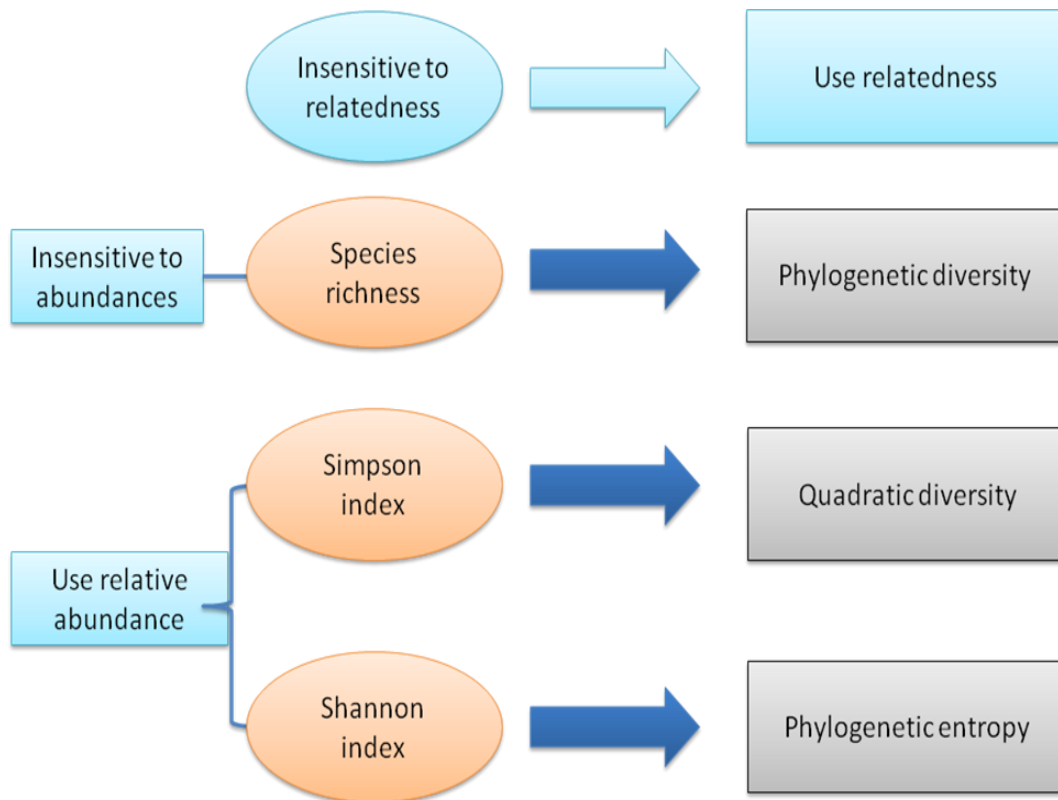 Insensitive to
relatedness
Use relatedness
Insensitive to
abundances
Species
richness
Phylogenetic diversity
Use relative
abundance
Simpson
index
Quadratic diversity
Shannon
index
Phylogenetic entropy